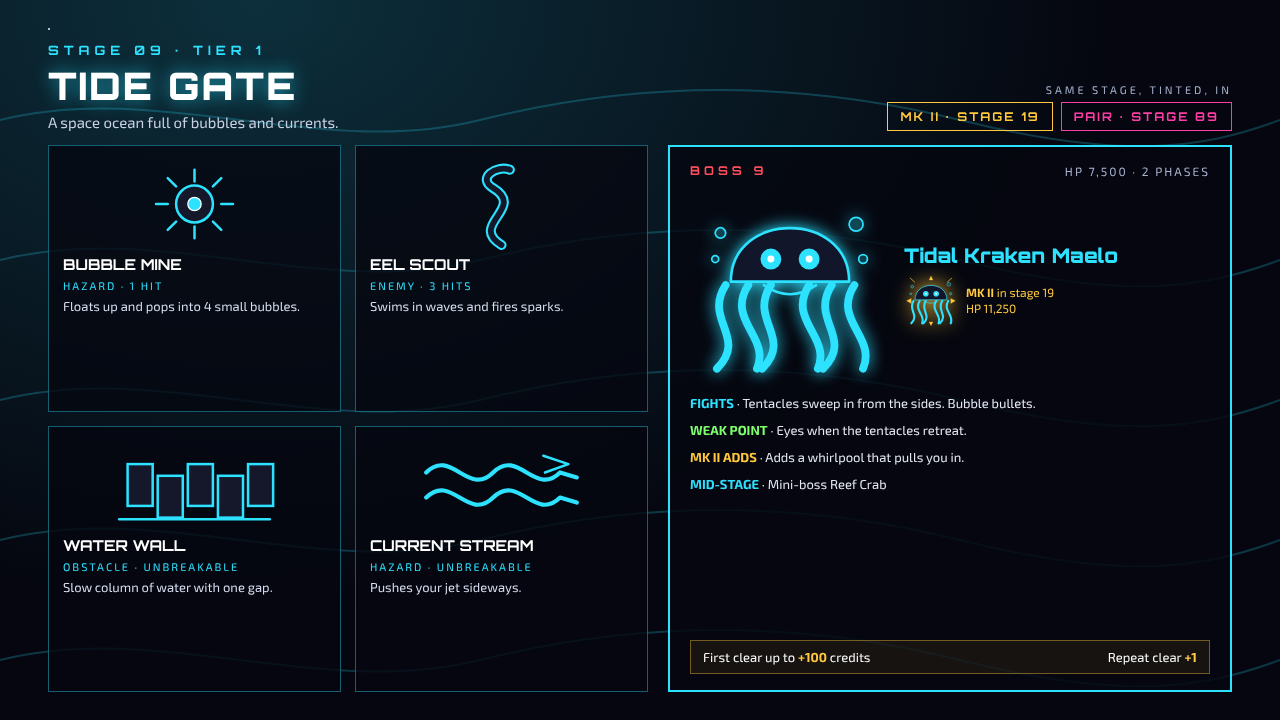 .
STAGE 09 · TIER 1
TIDE GATE
A space ocean full of bubbles and currents.
SAME STAGE, TINTED, IN
MK II · STAGE 19
PAIR · STAGE 89
BUBBLE MINE
HAZARD · 1 HIT
Floats up and pops into 4 small bubbles.
EEL SCOUT
ENEMY · 3 HITS
Swims in waves and fires sparks.
WATER WALL
OBSTACLE · UNBREAKABLE
Slow column of water with one gap.
CURRENT STREAM
HAZARD · UNBREAKABLE
Pushes your jet sideways.
BOSS 9
HP 7,500 · 2 PHASES
Tidal Kraken Maelo
MK II in stage 19
HP 11,250
FIGHTS · Tentacles sweep in from the sides. Bubble bullets.
WEAK POINT · Eyes when the tentacles retreat.
MK II ADDS · Adds a whirlpool that pulls you in.
MID-STAGE · Mini-boss Reef Crab
First clear up to +100 credits
Repeat clear +1